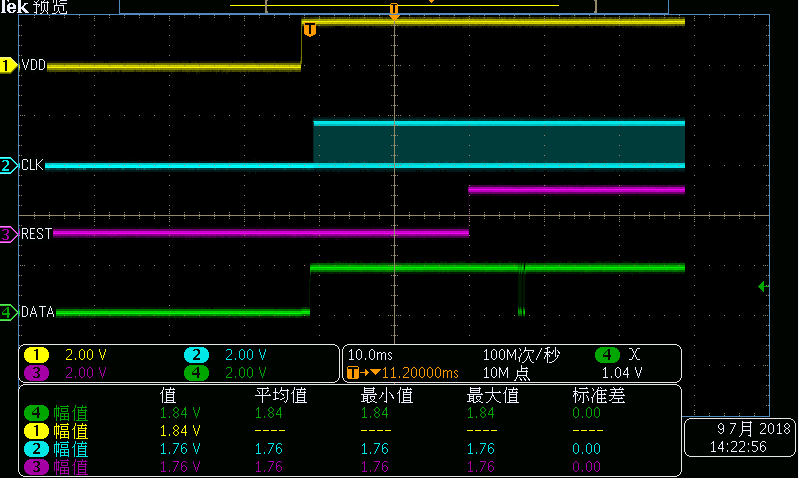 Tek 预览
T
T
1 VDD
2 CLK
3 REST
4 DATA
1 2.00 V 2 2.00 V
3 2.00 V 4 2.00 V
10.0ms 100M次/秒 4
T→▼11.20000ms 10M 点 1.04 V
值 平均值 最小值 最大值 标准差
4 幅值 1.84 V 1.84 1.84 1.84 0.00
1 幅值 1.84 V ---- ---- ---- ----
2 幅值 1.76 V 1.76 1.76 1.76 0.00
3 幅值 1.76 V 1.76 1.76 1.76 0.00
9 7月 2018
14:22:56